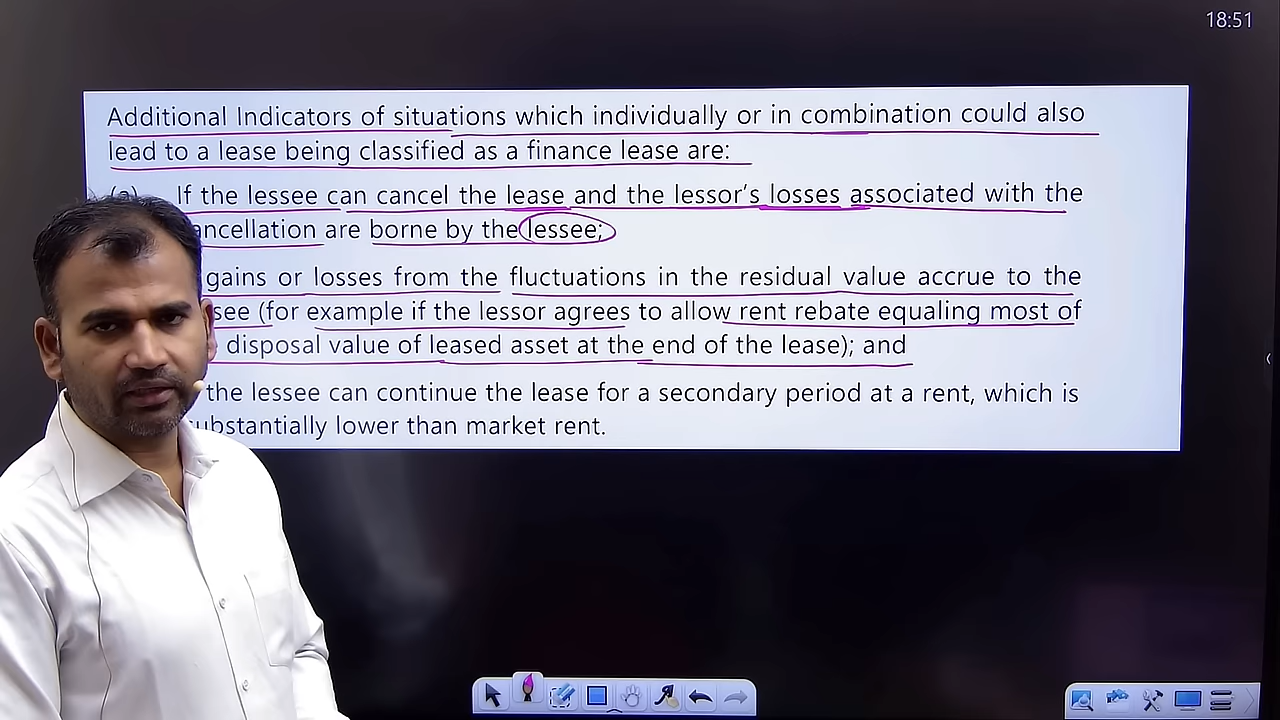 18:51
Additional Indicators of situations which individually or in combination could also
lead to a lease being classified as a finance lease are:
(a) If the lessee can cancel the lease and the lessor's losses associated with the
ancellation are borne by the lessee;
gains or losses from the fluctuations in the residual value accrue to the
see (for example if the lessor agrees to allow rent rebate equaling most of
disposal value of leased asset at the end of the lease); and
the lessee can continue the lease for a secondary period at a rent, which is
ubstantially lower than market rent.